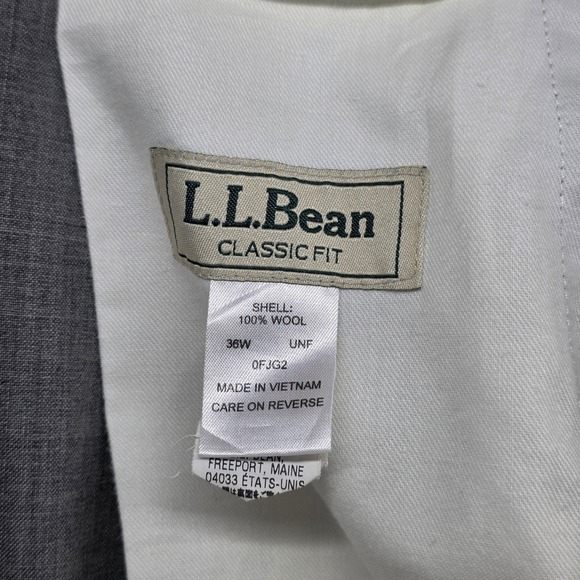 L.L.Bean
CLASSIC FIT
SHELL:
100% WOOL
36W UNF
0FJG2
MADE IN VIETNAM
CARE ON REVERSE
FREEPORT, MAINE
04033 ÉTATS-UNIS